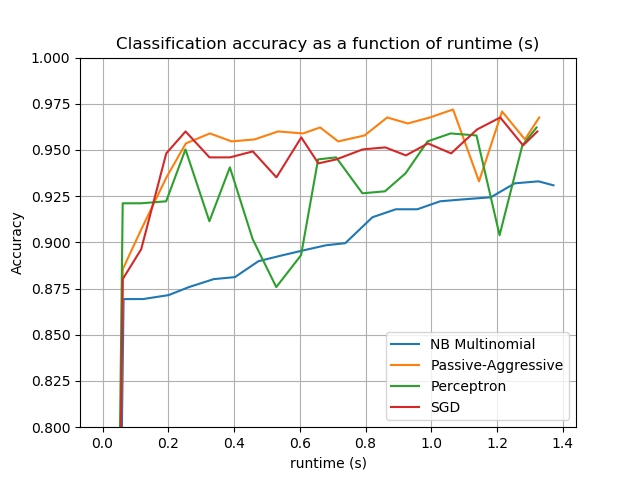 Classification accuracy as a function of runtime (s)
1.000
0.975
0.950
0.925
0.900
0.875
0.850
0.825
0.800
Accuracy
NB Multinomial
Passive-Aggressive
Perceptron
SGD
0.0 0.2 0.4 0.6 0.8 1.0 1.2 1.4
runtime (s)